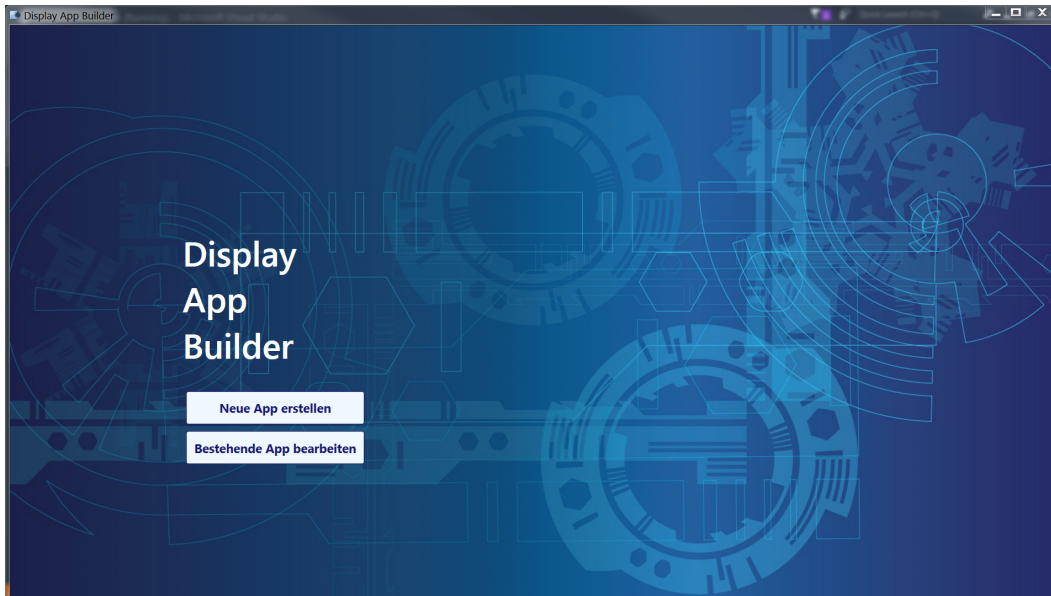 Display App Builder
Display
App
Builder
Neue App erstellen
Bestehende App bearbeiten